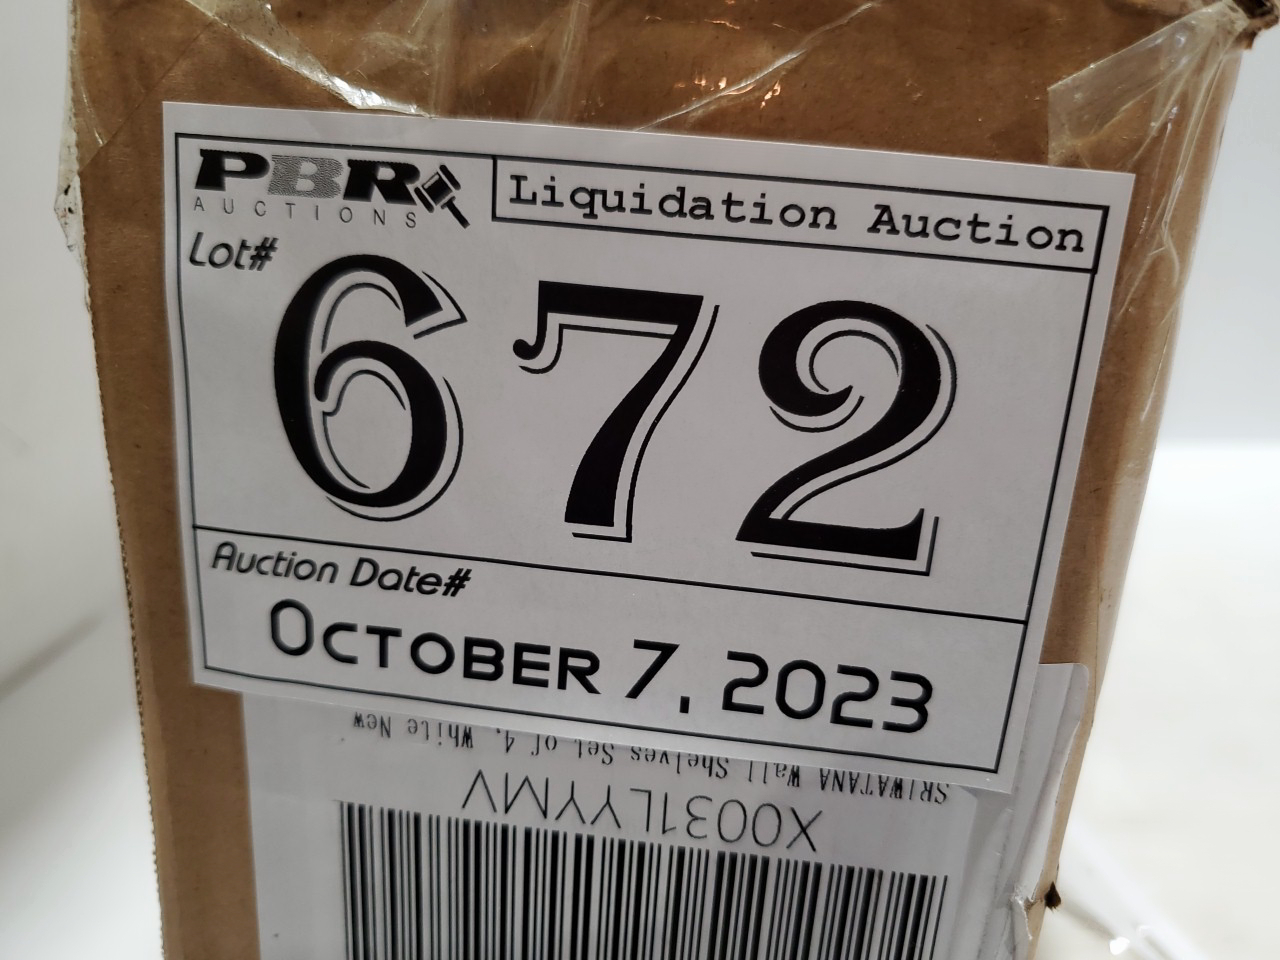 PBR
AUCTIONS
Liquidation Auction
Lot#
672
Auction Date#
October 7, 2023
SRIWATANA Wall Shelves Set of 4, White New
X0031LYYMV